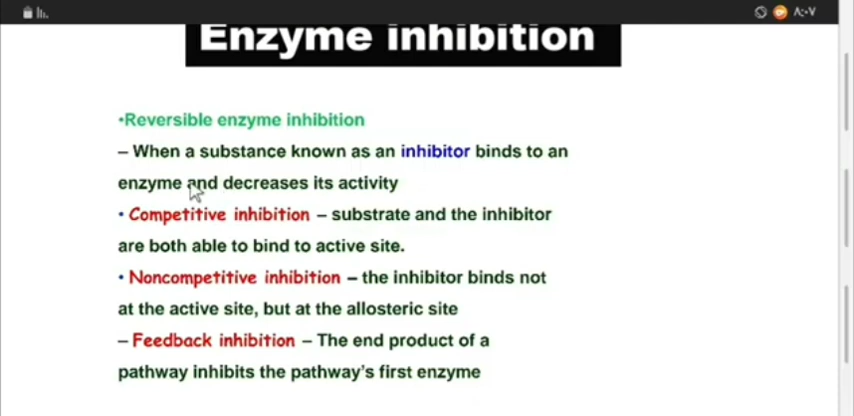 ٨:٠٧
Enzyme inhibition
•Reversible enzyme inhibition
– When a substance known as an inhibitor binds to an
enzyme and decreases its activity
• Competitive inhibition – substrate and the inhibitor
are both able to bind to active site.
• Noncompetitive inhibition – the inhibitor binds not
at the active site, but at the allosteric site
– Feedback inhibition – The end product of a
pathway inhibits the pathway's first enzyme